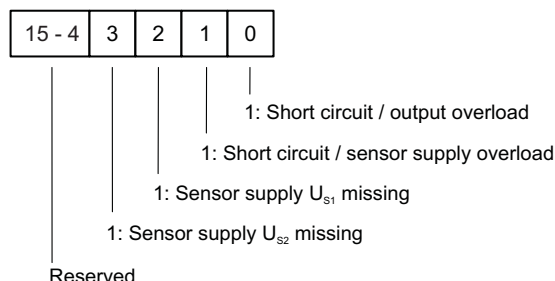 15 - 4 3 2 1 0
1: Short circuit / output overload
1: Short circuit / sensor supply overload
1: Sensor supply US1 missing
1: Sensor supply US2 missing
Reserved